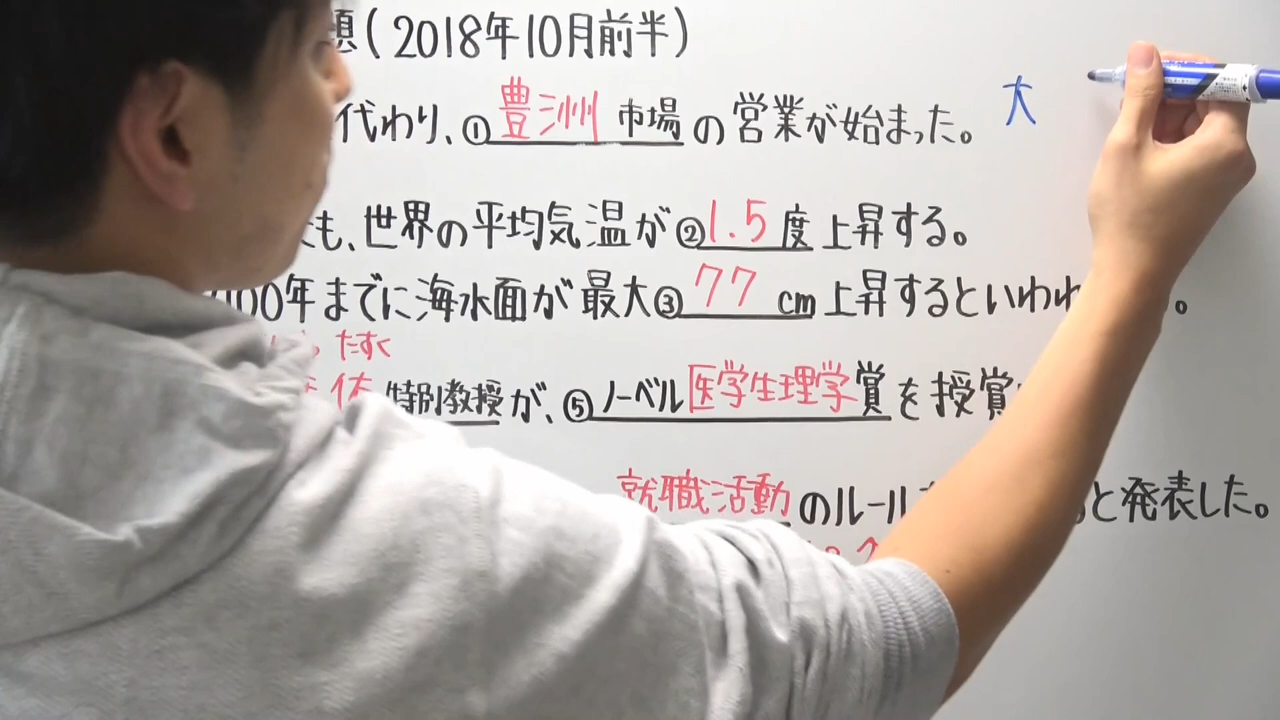 題(2018年10月前半)
代わり、①豊洲市場の営業が始まった。 大
も、世界の平均気温が②1.5度上昇する。
100年までに海水面が最大③77cm上昇するといわれ。
たすく
佑特別教授が、⑤ノーベル医学生理学賞を授賞
就職活動のルールと発表した。